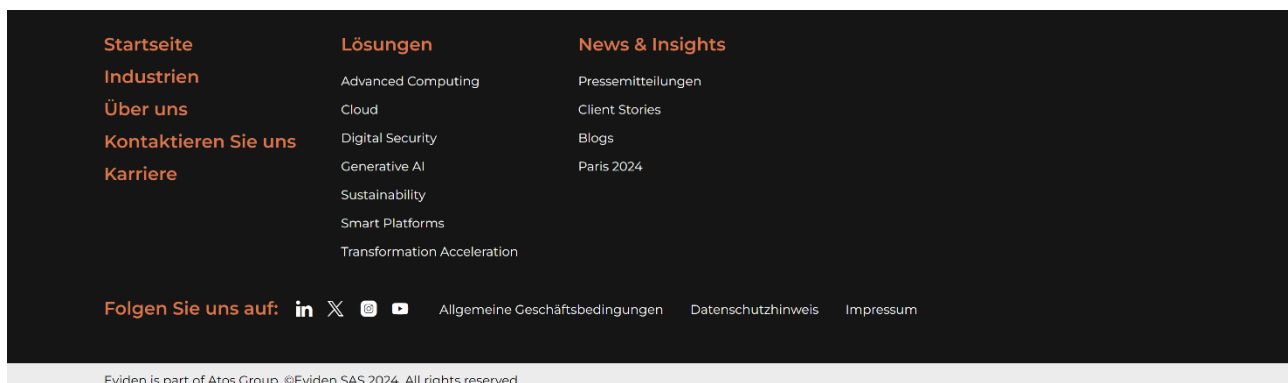 Startseite
Industrien
Über uns
Kontaktieren Sie uns
Karriere
Lösungen
Advanced Computing
Cloud
Digital Security
Generative AI
Sustainability
Smart Platforms
Transformation Acceleration
News & Insights
Pressemitteilungen
Client Stories
Blogs
Paris 2024
Folgen Sie uns auf: Allgemeine Geschäftsbedingungen Datenschutzhinweis Impressum
Eviden is part of Atos Group. ©Eviden SAS 2024. All rights reserved